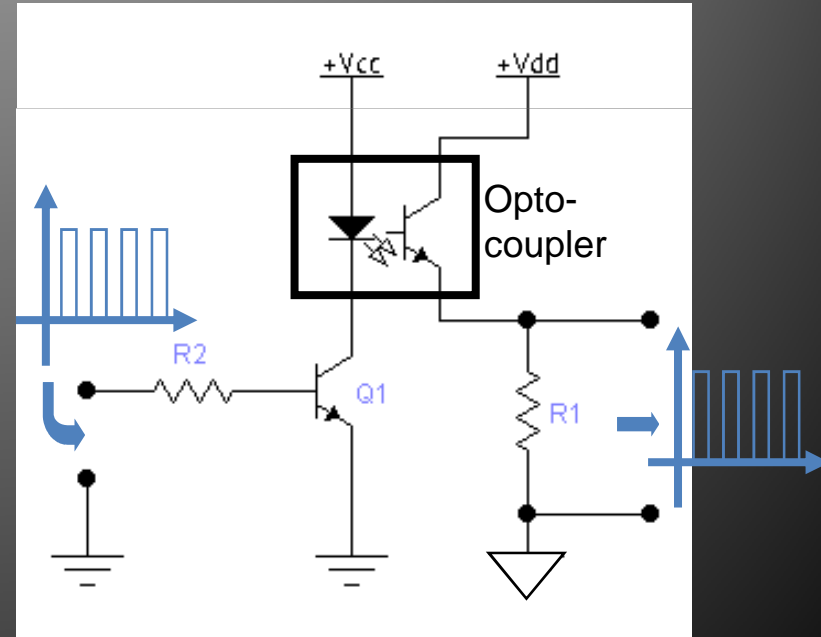 +Vcc
+Vdd
Opto-
coupler
R2
Q1
R1